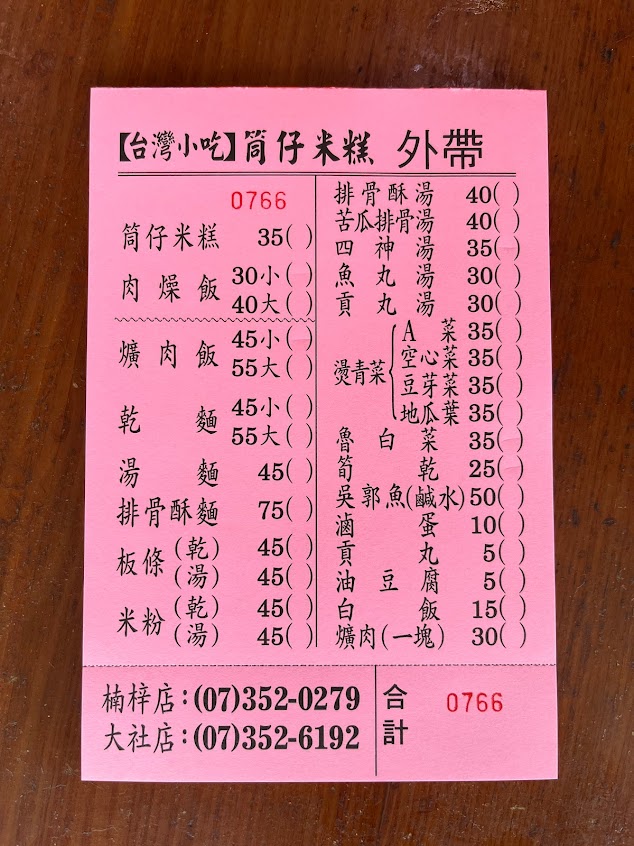 【台灣小吃】筒仔米糕 外帶
0766
筒仔米糕 35( )
肉燥飯 30小( )
40大( )
爌肉飯 45小( )
55大( )
乾麵 45小( )
55大( )
湯麵 45( )
排骨酥麵 75( )
板條(乾) 45( )
(湯) 45( )
米粉(乾) 45( )
(湯) 45( )
排骨酥湯 40( )
苦瓜排骨湯 40( )
四神湯 35( )
魚丸湯 30( )
貢丸湯 30( )
燙青菜 A菜 35( )
空心菜 35( )
豆芽菜 35( )
地瓜葉 35( )
魯白菜 35( )
筍乾 25( )
吳郭魚(鹹水) 50( )
滷蛋 10( )
貢丸 5( )
油豆腐 5( )
白飯 15( )
爌肉(一塊) 30( )
楠梓店:(07)352-0279
大社店:(07)352-6192
合計 0766